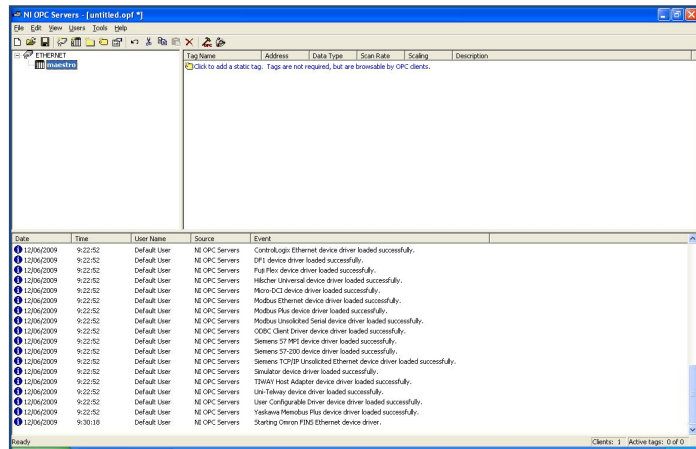 NI OPC Servers - [untitled.opf *]
File Edit View Users Tools Help
ETHERNET
maestro
Tag Name Address Data Type Scan Rate Scaling Description
Click to add a static tag. Tags are not required, but are browsable by OPC clients.
Date Time User Name Source Event
12/06/2009 9:22:52 Default User NI OPC Servers ControlLogix Ethernet device driver loaded successfully.
12/06/2009 9:22:52 Default User NI OPC Servers DF1 device driver loaded successfully.
12/06/2009 9:22:52 Default User NI OPC Servers Fuji Flex device driver loaded successfully.
12/06/2009 9:22:52 Default User NI OPC Servers Hilscher Universal device driver loaded successfully.
12/06/2009 9:22:52 Default User NI OPC Servers Micro-DCI device driver loaded successfully.
12/06/2009 9:22:52 Default User NI OPC Servers Modbus Ethernet device driver loaded successfully.
12/06/2009 9:22:52 Default User NI OPC Servers Modbus Plus device driver loaded successfully.
12/06/2009 9:22:52 Default User NI OPC Servers Modbus Unsolicited Serial device driver loaded successfully.
12/06/2009 9:22:52 Default User NI OPC Servers ODBC Client Driver device driver loaded successfully.
12/06/2009 9:22:52 Default User NI OPC Servers Siemens S7 MPI device driver loaded successfully.
12/06/2009 9:22:52 Default User NI OPC Servers Siemens S7-200 device driver loaded successfully.
12/06/2009 9:22:52 Default User NI OPC Servers Siemens TCP/IP Unsolicited Ethernet device driver loaded successfully.
12/06/2009 9:22:52 Default User NI OPC Servers Simulator device driver loaded successfully.
12/06/2009 9:22:52 Default User NI OPC Servers TIWAY Host Adapter device driver loaded successfully.
12/06/2009 9:22:52 Default User NI OPC Servers Uni-Telway device driver loaded successfully.
12/06/2009 9:22:52 Default User NI OPC Servers User Configurable Driver device driver loaded successfully.
12/06/2009 9:22:52 Default User NI OPC Servers Yaskawa Memobus Plus device driver loaded successfully.
12/06/2009 9:30:18 Default User NI OPC Servers Starting Omron FINS Ethernet device driver.
Ready Clients: 1 Active tags: 0 of 0